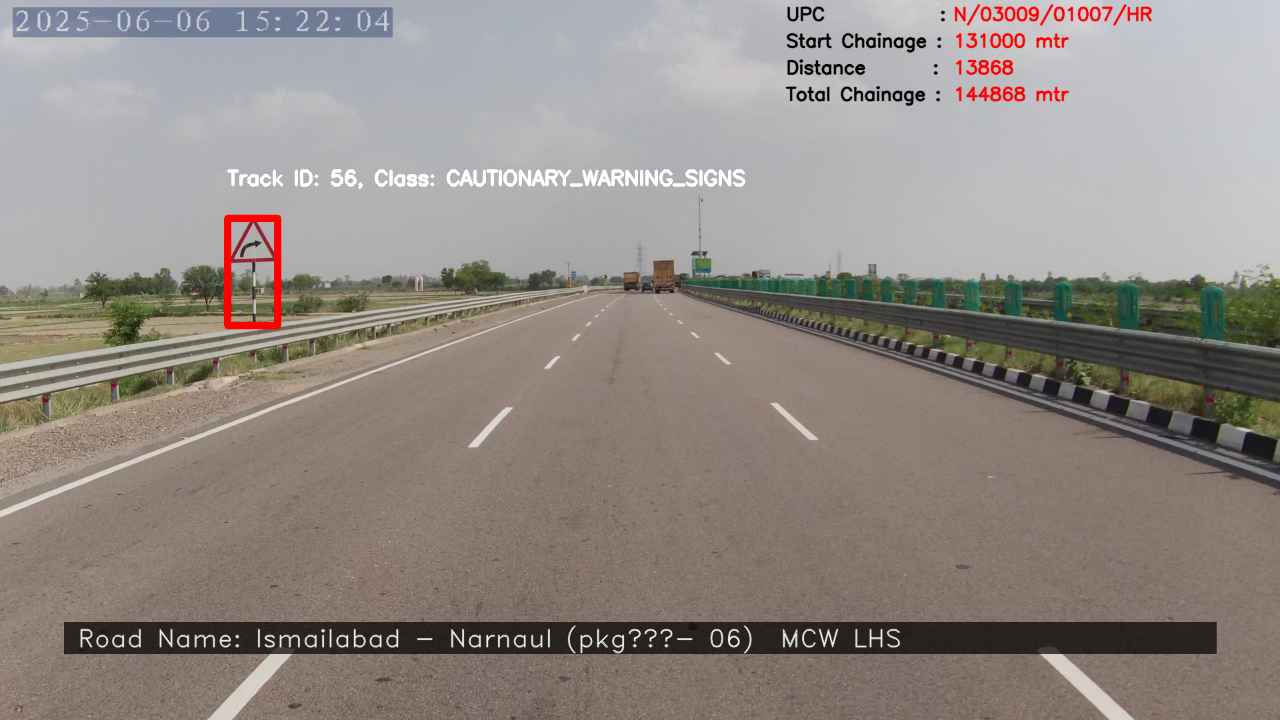 2025-06-06 15:22:04
UPC : N/03009/01007/HR
Start Chainage : 131000 mtr
Distance : 13868
Total Chainage : 144868 mtr
Track ID: 56, Class: CAUTIONARY_WARNING_SIGNS
Road Name: Ismailabad - Narnaul (pkg???- 06) MCW LHS